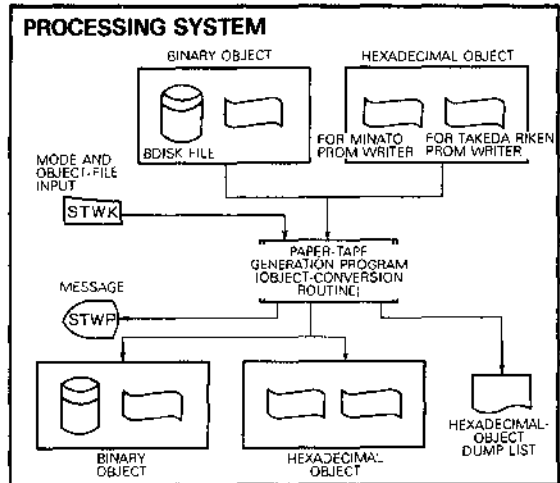 PROCESSING SYSTEM
BINARY OBJECT
HEXADECIMAL OBJECT
BDISK FILE
FOR MINATO
PROM WRITER
FOR TAKEDA RIKEN
PROM WRITER
MODE AND
OBJECT-FILE
INPUT
STWK
PAPER-TAPE
GENERATION PROGRAM
(OBJECT-CONVERSION
ROUTINE)
MESSAGE
STWP
BINARY
OBJECT
HEXADECIMAL
OBJECT
HEXADECIMAL-
OBJECT
DUMP LIST